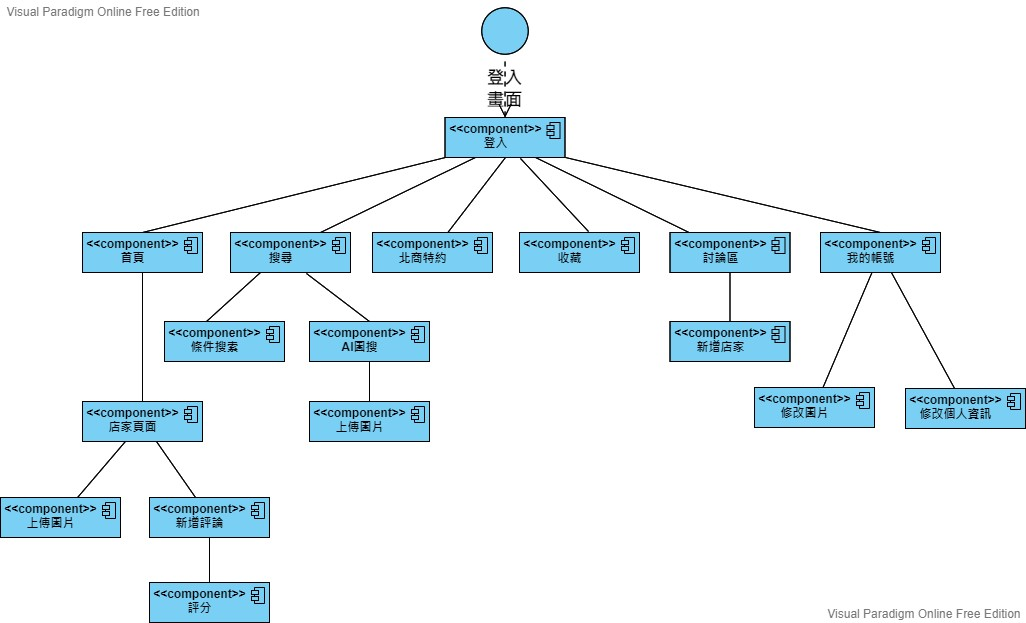 Visual Paradigm Online Free Edition
登入
畫面
<<component>>
登入
<<component>>
首頁
<<component>>
搜尋
<<component>>
北商特約
<<component>>
收藏
<<component>>
討論區
<<component>>
我的帳號
<<component>>
條件搜索
<<component>>
AI圖搜
<<component>>
新增店家
<<component>>
修改圖片
<<component>>
修改個人資訊
<<component>>
店家頁面
<<component>>
上傳圖片
<<component>>
上傳圖片
<<component>>
新增評論
<<component>>
評分
Visual Paradigm Online Free Edition